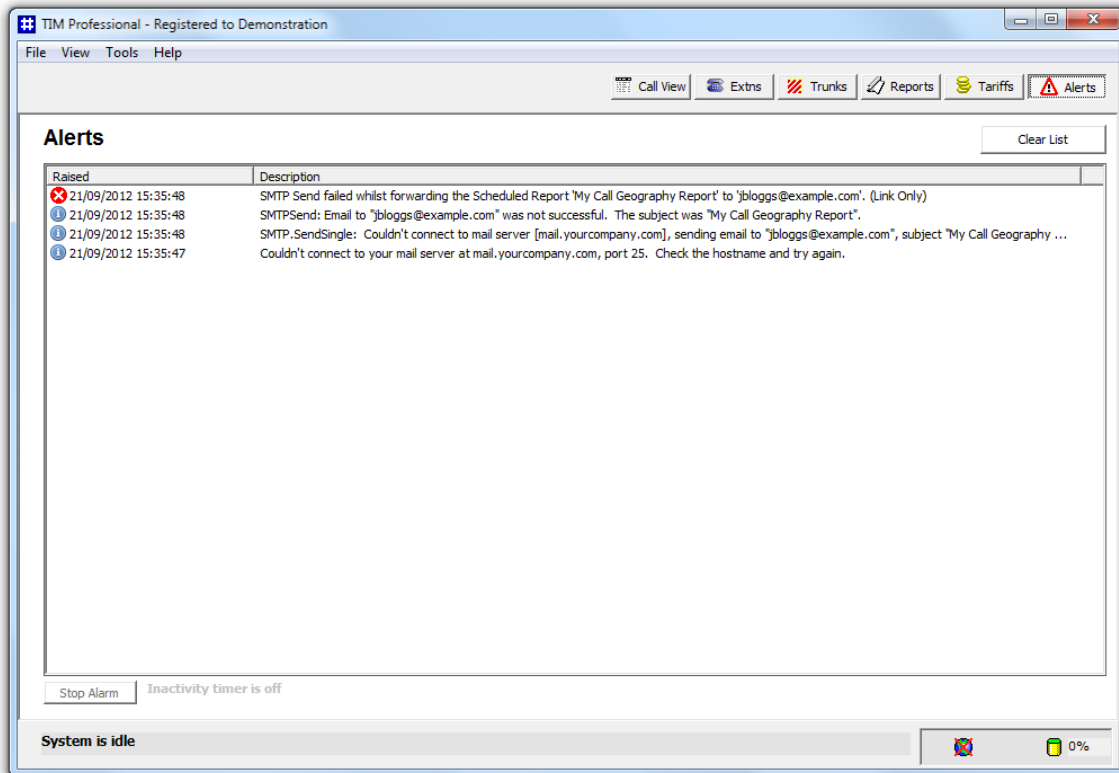 TIM Professional - Registered to Demonstration
File View Tools Help
Call View Extns Trunks Reports Tariffs Alerts
Alerts
Clear List
Raised Description
21/09/2012 15:35:48 SMTP Send failed whilst forwarding the Scheduled Report 'My Call Geography Report' to 'jbloggs@example.com'. (Link Only)
21/09/2012 15:35:48 SMTPSend: Email to "jbloggs@example.com" was not successful. The subject was "My Call Geography Report".
21/09/2012 15:35:48 SMTP.SendSingle: Couldn't connect to mail server [mail.yourcompany.com], sending email to "jbloggs@example.com", subject "My Call Geography ...
21/09/2012 15:35:47 Couldn't connect to your mail server at mail.yourcompany.com, port 25. Check the hostname and try again.
Stop Alarm Inactivity timer is off
System is idle 0%